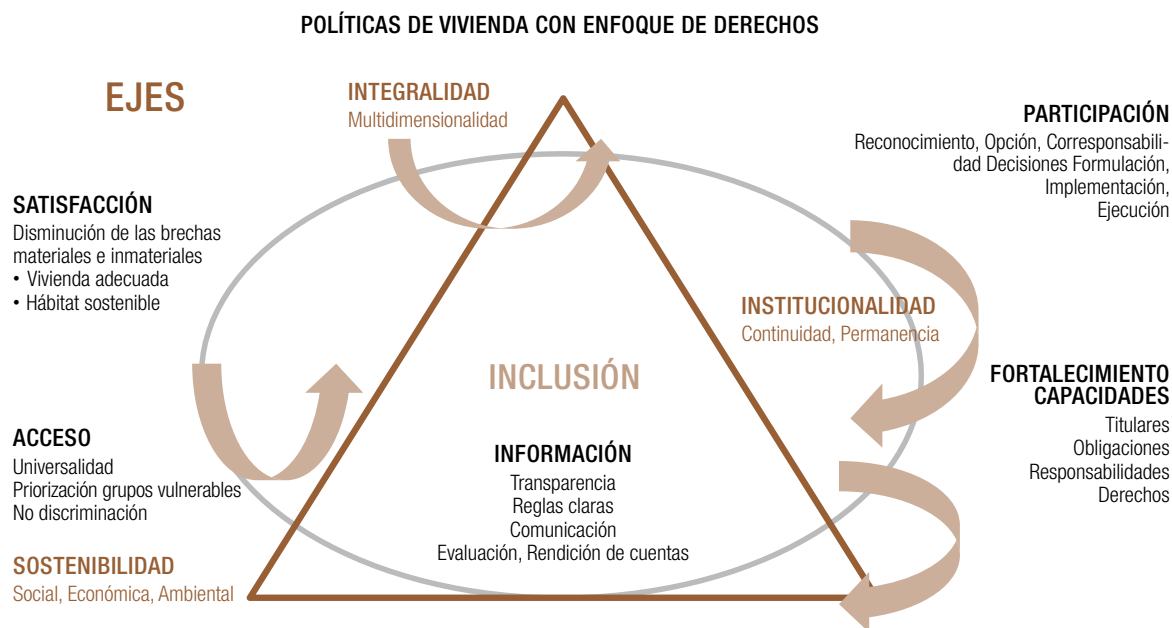 POLÍTICAS DE VIVIENDA CON ENFOQUE DE DERECHOS
EJES
INTEGRALIDAD
Multidimensionalidad
PARTICIPACIÓN
Reconocimiento, Opción, Corresponsabili-
dad Decisiones Formulación,
Implementación,
Ejecución
SATISFACCIÓN
Disminución de las brechas
materiales e inmateriales
• Vivienda adecuada
• Hábitat sostenible
INSTITUCIONALIDAD
Continuidad, Permanencia
INCLUSIÓN
FORTALECIMIENTO
CAPACIDADES
Titulares
Obligaciones
Responsabilidades
Derechos
ACCESO
Universalidad
Priorización grupos vulnerables
No discriminación
INFORMACIÓN
Transparencia
Reglas claras
Comunicación
Evaluación, Rendición de cuentas
SOSTENIBILIDAD
Social, Económica, Ambiental